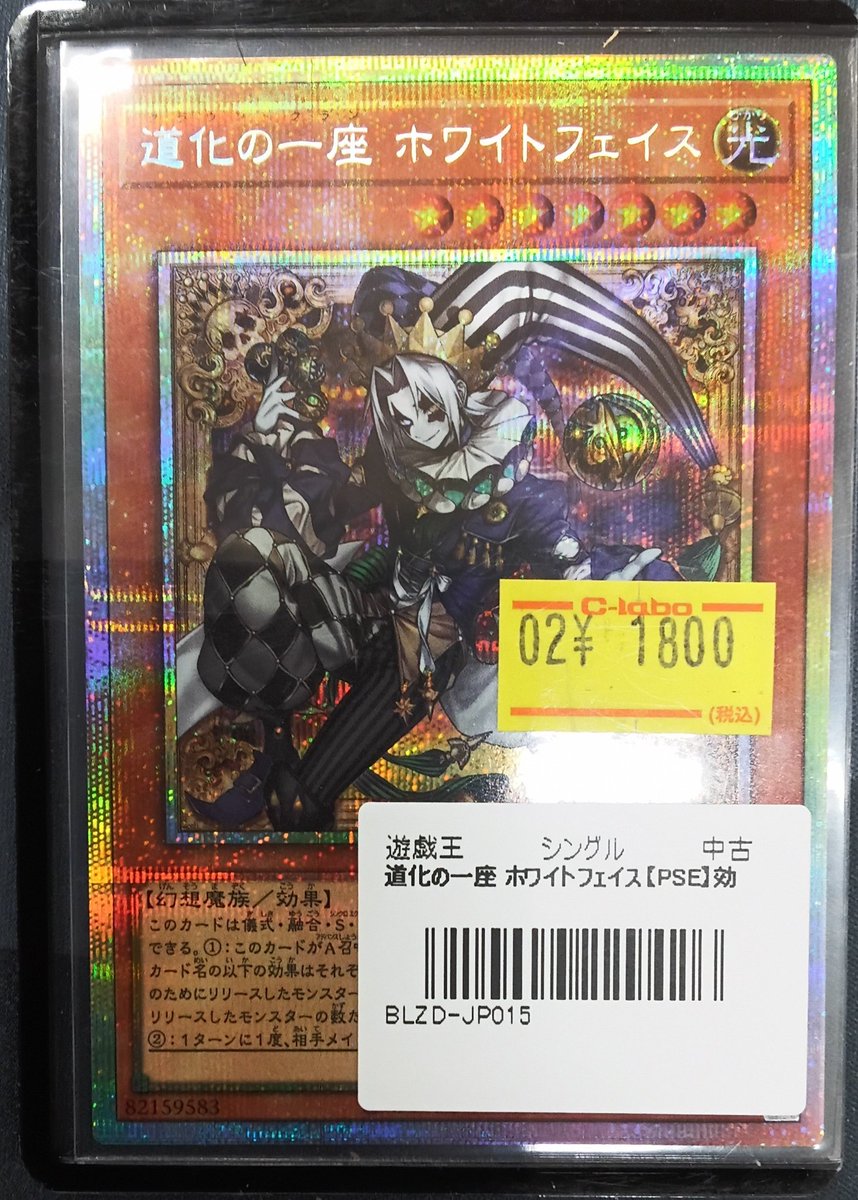 道化の一座 ホワイトフェイス
光
C-labo
02¥ 1800
(税込)
遊戯王 シングル 中古
道化の一座 ホワイトフェイス【PSE】効
BLZD-JP015
【幻想魔族/効果】
このカードは儀式・融合・S・
できる。①:このカードがA召
カード名の以下の効果はそれぞ
のためにリリースしたモンスター
リリースしたモンスターの数だ
②:1ターンに1度、相手メイ
82159583